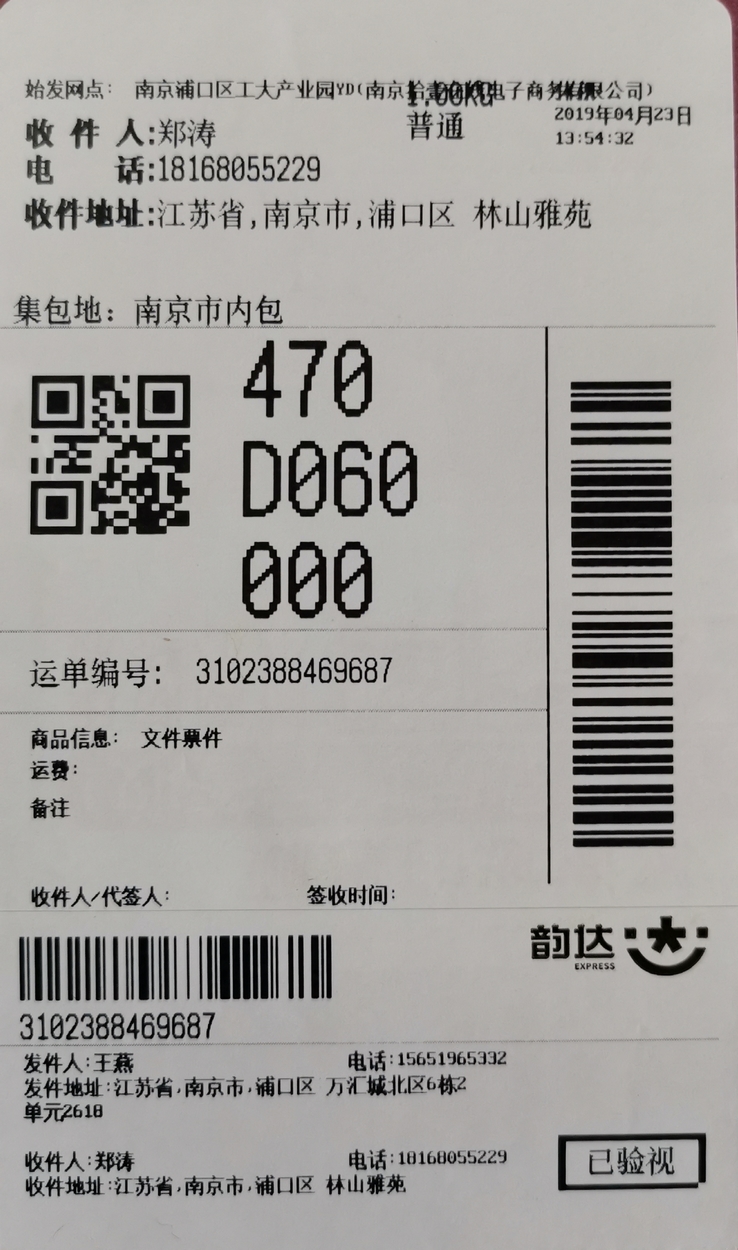 始发网点： 南京浦口区工大产业园YD(南京 电子商务有限公司)
1.00KG
收 件 人:郑涛 普通 2019年04月23日
13:54:32
电 话:18168055229
收件地址:江苏省,南京市,浦口区 林山雅苑
集包地：南京市内包
470
D060
000
运单编号： 3102388469687
商品信息： 文件票件
运费：
备注
收件人/代签人： 签收时间：
韵达
EXPRESS
3102388469687
发件人:王燕 电话:15651965332
发件地址:江苏省,南京市,浦口区 万汇城北区6栋2
单元2618
收件人:郑涛 电话:18168055229
收件地址:江苏省,南京市,浦口区 林山雅苑
已验视